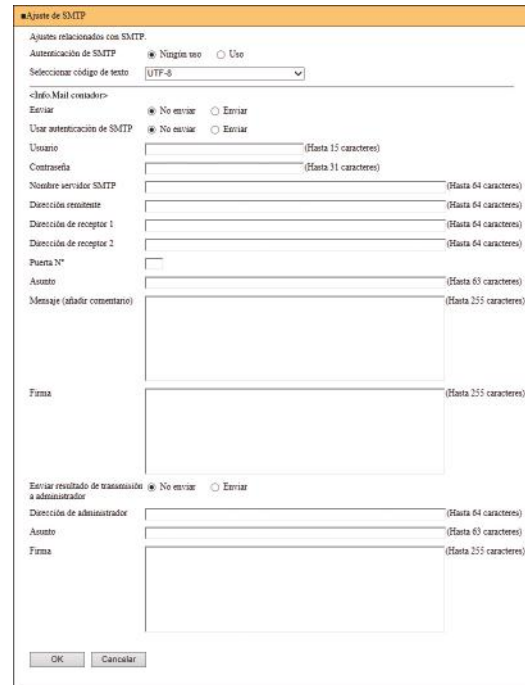 ■Ajuste de SMTP
Ajustes relacionados con SMTP.
Autenticación de SMTP Ningún uso Uso
Seleccionar código de texto UTF-8
<Info.Mail contador>
Enviar No enviar Enviar
Usar autenticación de SMTP No enviar Enviar
Usuario (Hasta 15 caracteres)
Contraseña (Hasta 31 caracteres)
Nombre servidor SMTP (Hasta 64 caracteres)
Dirección remitente (Hasta 64 caracteres)
Dirección de receptor 1 (Hasta 64 caracteres)
Dirección de receptor 2 (Hasta 64 caracteres)
Puerta N°
Asunto (Hasta 63 caracteres)
Mensaje (añadir comentario) (Hasta 255 caracteres)
Firma (Hasta 255 caracteres)
Enviar resultado de transmisión No enviar Enviar
a administrador
Dirección de administrador (Hasta 64 caracteres)
Asunto (Hasta 63 caracteres)
Firma (Hasta 255 caracteres)
OK Cancelar